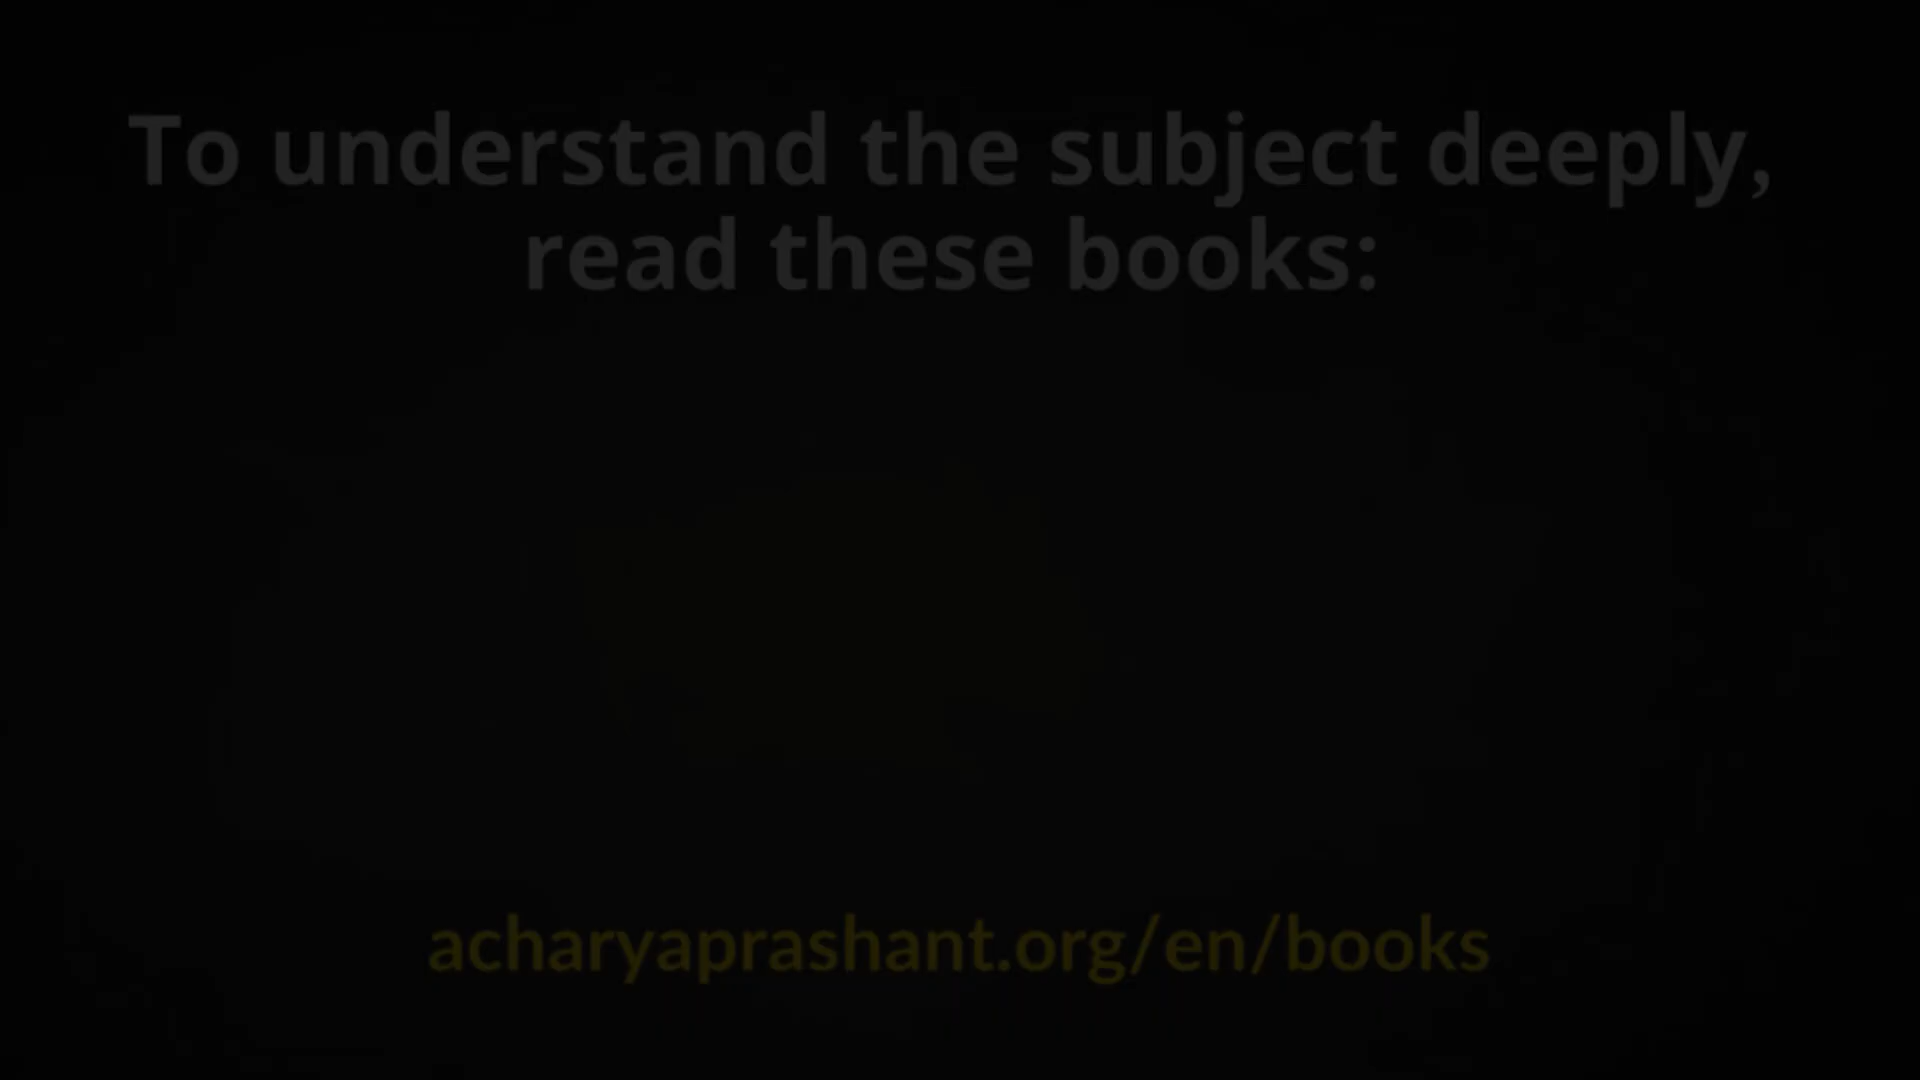 To understand the subject deeply,
read these books:
acharyaprashant.org/en/books